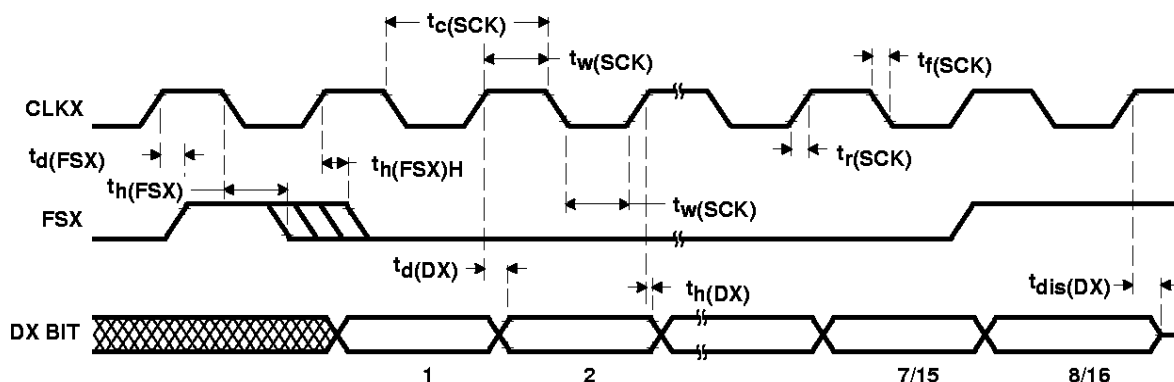 tc(SCK)
tw(SCK)
tf(SCK)
CLKX
td(FSX)
th(FSX)H
tr(SCK)
th(FSX)
FSX
tw(SCK)
td(DX)
th(DX)
tdis(DX)
DX BIT
1 2 7/15 8/16